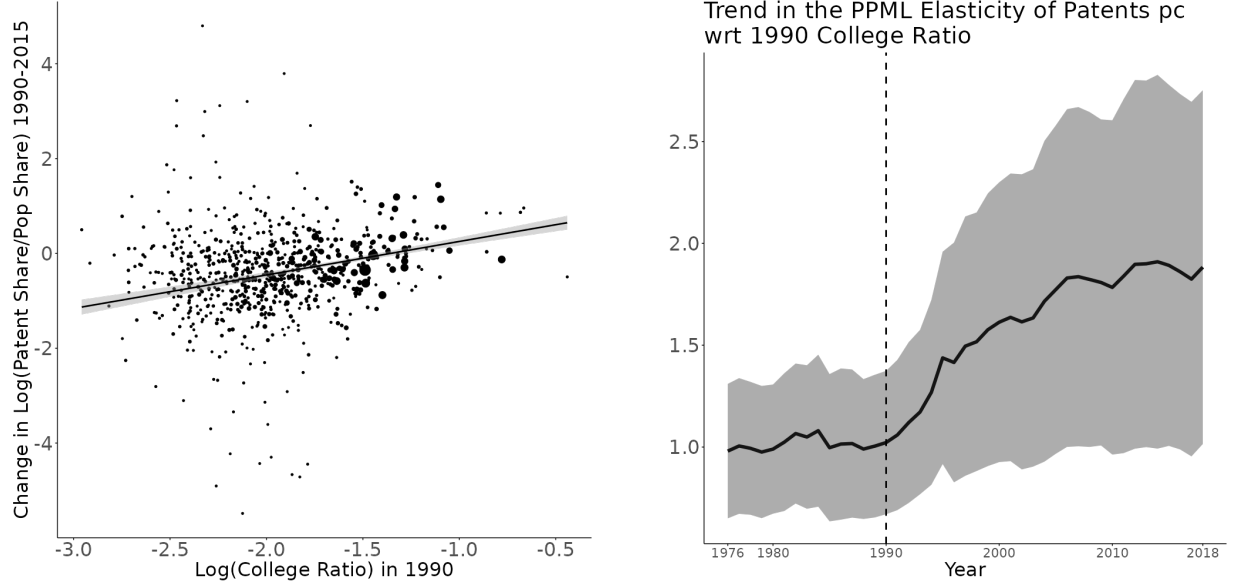 Change in Log(Patent Share/Pop Share) 1990-2015
4
2
0
-2
-4
-3.0 -2.5 -2.0 -1.5 -1.0 -0.5
Log(College Ratio) in 1990
Trend in the PPML Elasticity of Patents pc
wrt 1990 College Ratio
2.5
2.0
1.5
1.0
1976 1980 1990 2000 2010 2018
Year